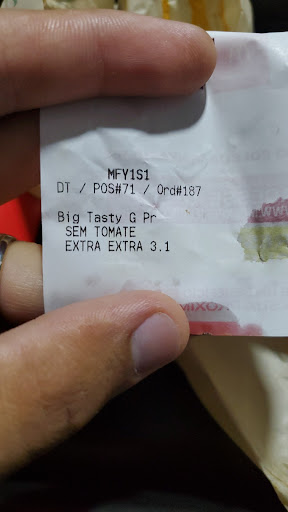 MFY1S1
DT / POS#71 / Ord#187
Big Tasty G Pr
SEM TOMATE
EXTRA EXTRA 3.1